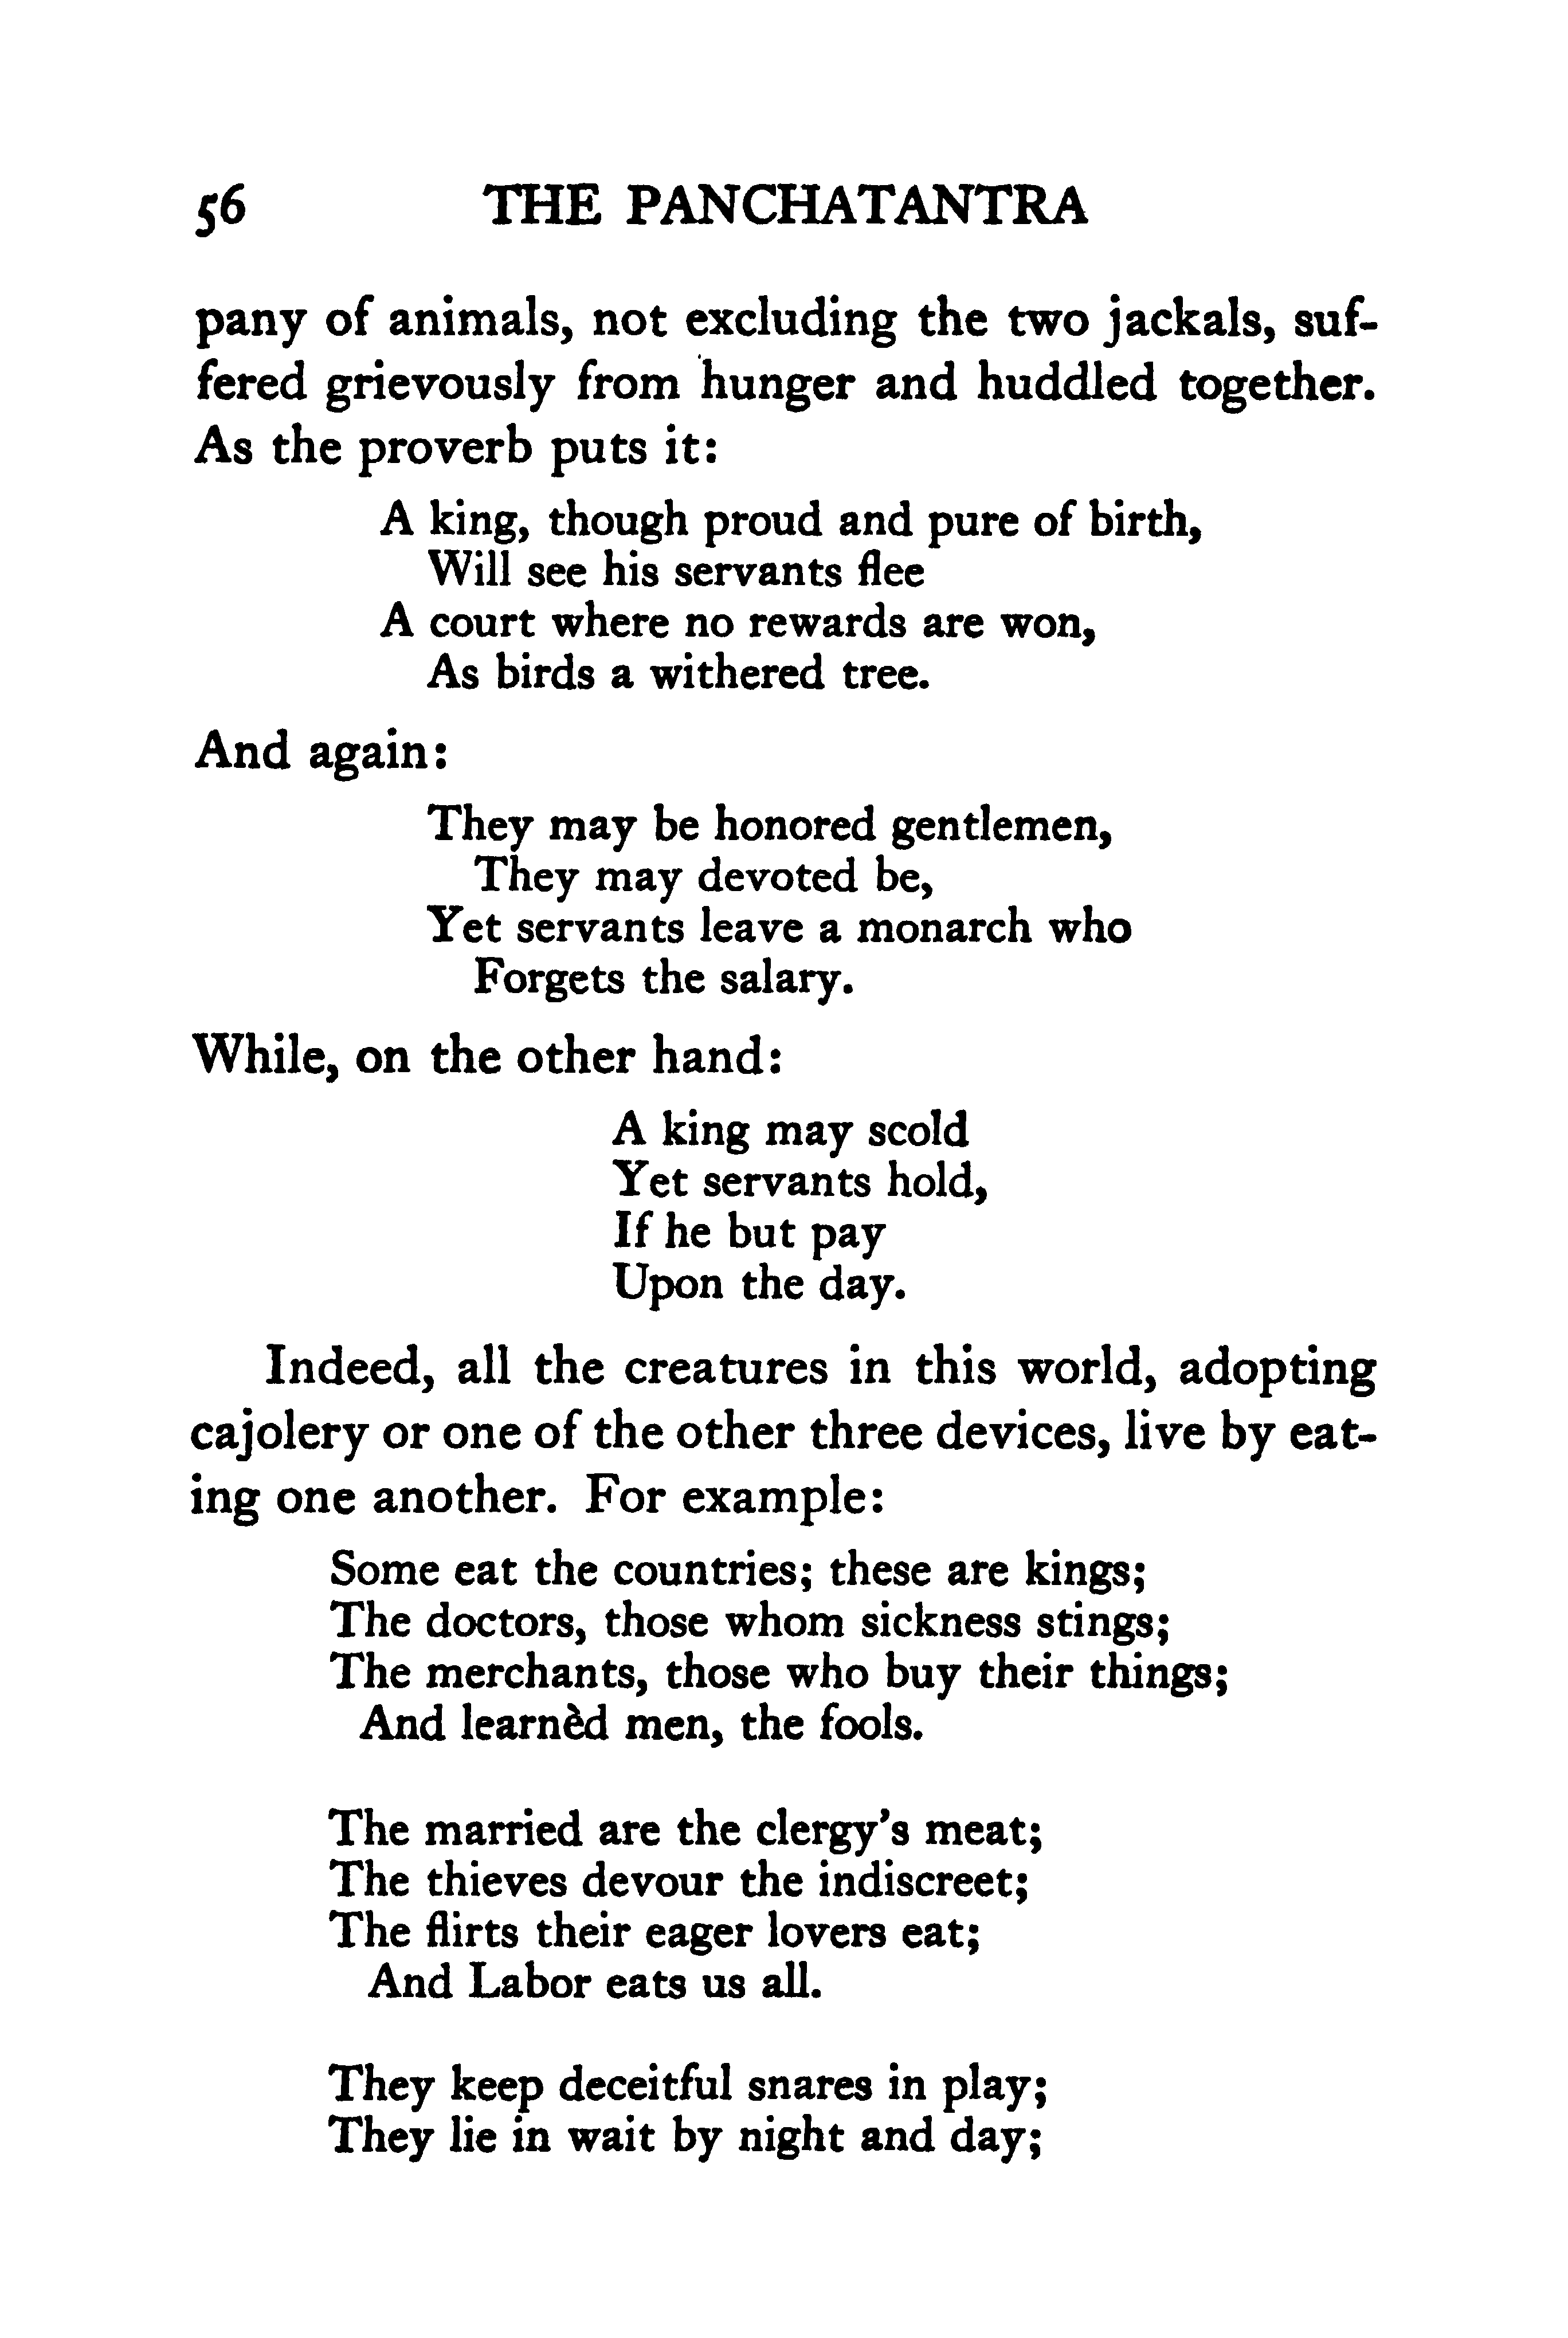 56 THE PANCHATANTRA
pany of animals, not excluding the two jackals, suf-
fered grievously from hunger and huddled together.
As the proverb puts it:
A king, though proud and pure of birth,
Will see his servants flee
A court where no rewards are won,
As birds a withered tree.
And again:
They may be honored gentlemen,
They may devoted be,
Yet servants leave a monarch who
Forgets the salary.
While, on the other hand:
A king may scold
Yet servants hold,
If he but pay
Upon the day.
Indeed, all the creatures in this world, adopting
cajolery or one of the other three devices, live by eat-
ing one another. For example:
Some eat the countries; these are kings;
The doctors, those whom sickness stings;
The merchants, those who buy their things;
And learnèd men, the fools.
The married are the clergy's meat;
The thieves devour the indiscreet;
The flirts their eager lovers eat;
And Labor eats us all.
They keep deceitful snares in play;
They lie in wait by night and day;